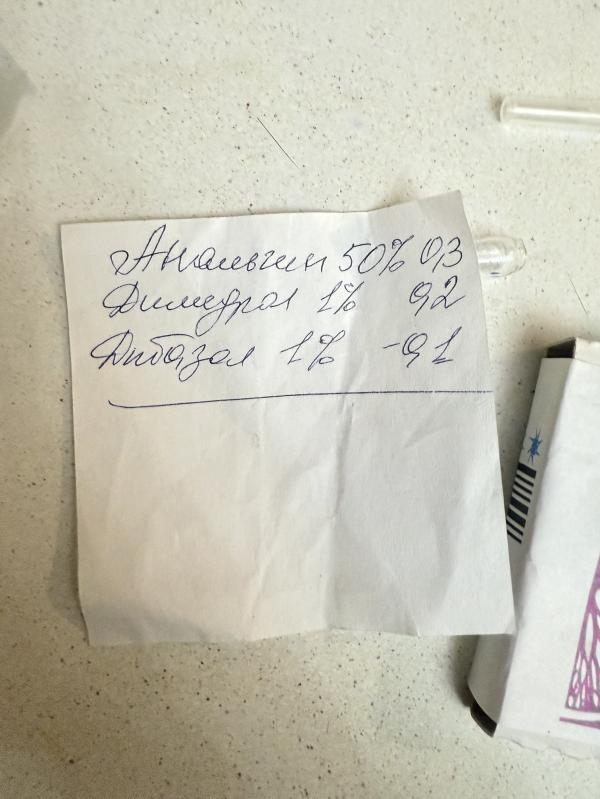 Анальгин 50% 0,3
Димедрол 1% 0,2
Дибазол 1% -0,1